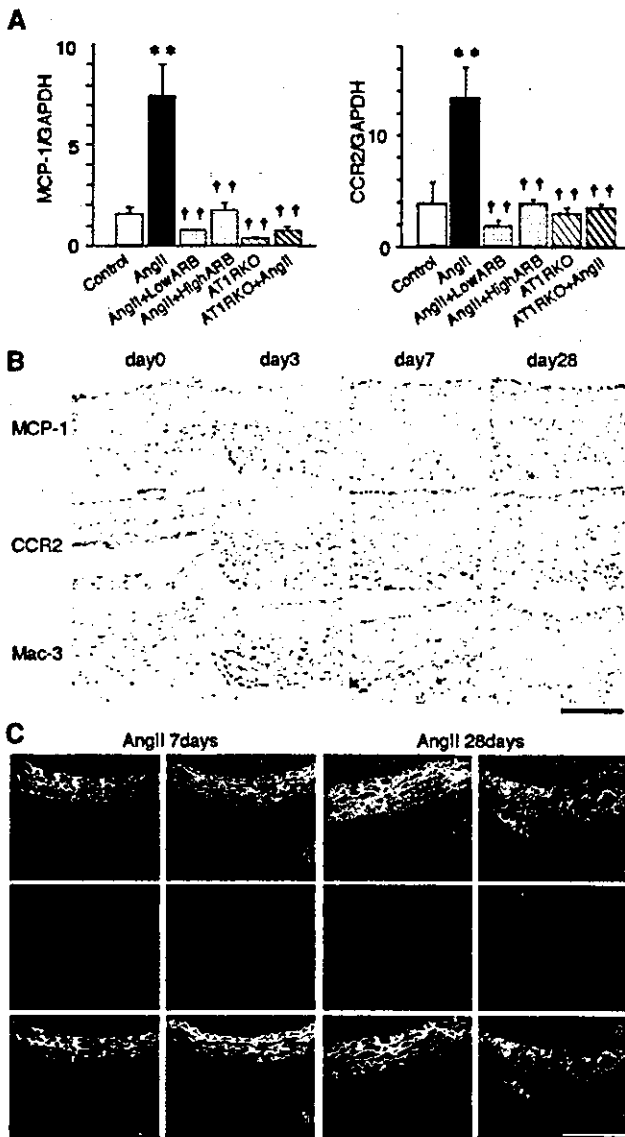 A
10
5
0
MCP-1/GAPDH
**
††
††
††
††
Control
AngII
AngII+LowARB
AngII+HighARB
AT1RKO
AT1RKO+AngII
10
0
CCR2/GAPDH
**
††
††
††
††
Control
AngII
AngII+LowARB
AngII+HighARB
AT1RKO
AT1RKO+AngII
B
day0 day3 day7 day28
MCP-1
CCR2
Mac-3
C
AngII 7days AngII 28days